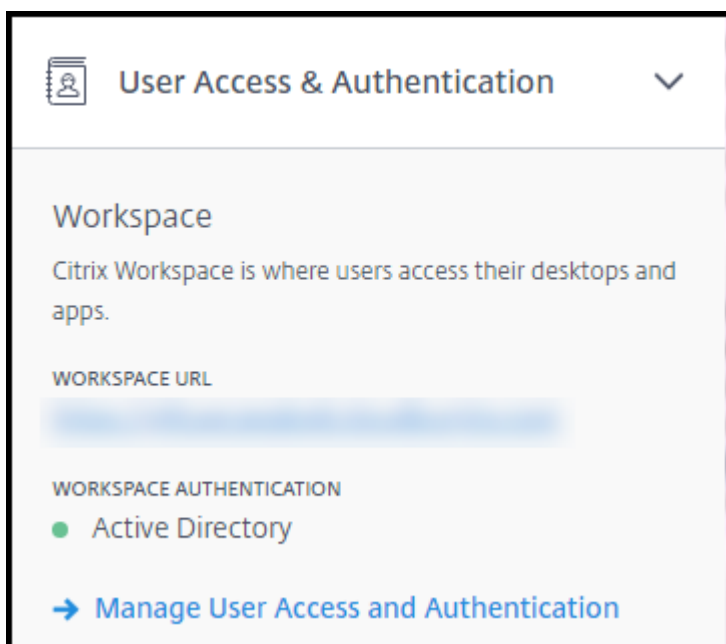 User Access & Authentication
Workspace
Citrix Workspace is where users access their desktops and
apps.
WORKSPACE URL
WORKSPACE AUTHENTICATION
Active Directory
Manage User Access and Authentication